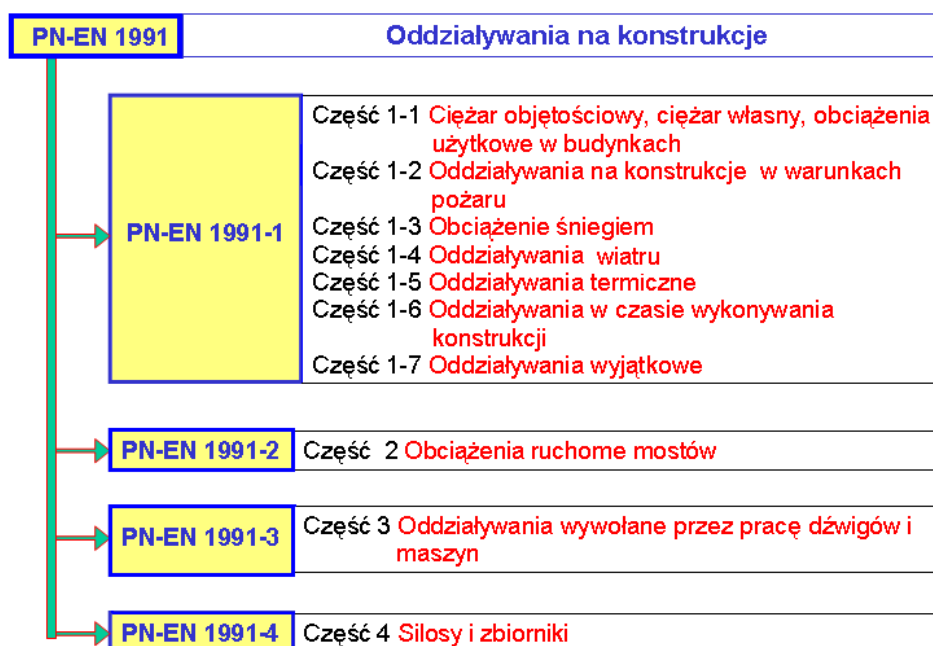 PN-EN 1991 Oddziaływania na konstrukcje
PN-EN 1991-1
Część 1-1 Ciężar objętościowy, ciężar własny, obciążenia
użytkowe w budynkach
Część 1-2 Oddziaływania na konstrukcje w warunkach
pożaru
Część 1-3 Obciążenie śniegiem
Część 1-4 Oddziaływania wiatru
Część 1-5 Oddziaływania termiczne
Część 1-6 Oddziaływania w czasie wykonywania
konstrukcji
Część 1-7 Oddziaływania wyjątkowe
PN-EN 1991-2 Część 2 Obciążenia ruchome mostów
PN-EN 1991-3 Część 3 Oddziaływania wywołane przez pracę dźwigów i
maszyn
PN-EN 1991-4 Część 4 Silosy i zbiorniki